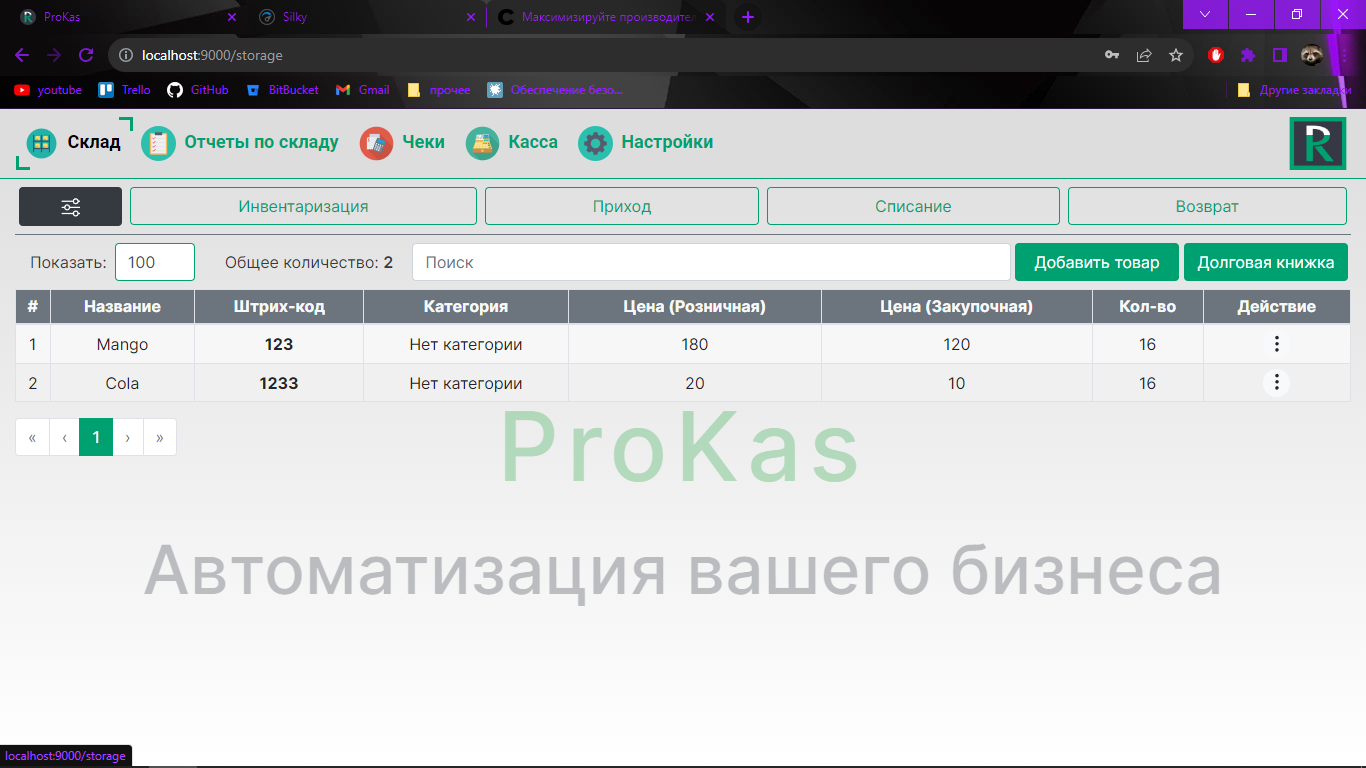 ProKas
Silky
Максимизируйте производител
localhost:9000/storage
youtube
Trello
GitHub
BitBucket
Gmail
прочее
Обеспечение безо...
Другие закладки
Склад
Отчеты по складу
Чеки
Касса
Настройки
R
Инвентаризация
Приход
Списание
Возврат
Показать: 100
Общее количество: 2
Поиск
Добавить товар
Долговая книжка
# Название Штрих-код Категория Цена (Розничная) Цена (Закупочная) Кол-во Действие
1 Mango 123 Нет категории 180 120 16
2 Cola 1233 Нет категории 20 10 16
« ‹ 1 › »
ProKas
Автоматизация вашего бизнеса
localhost:9000/storage